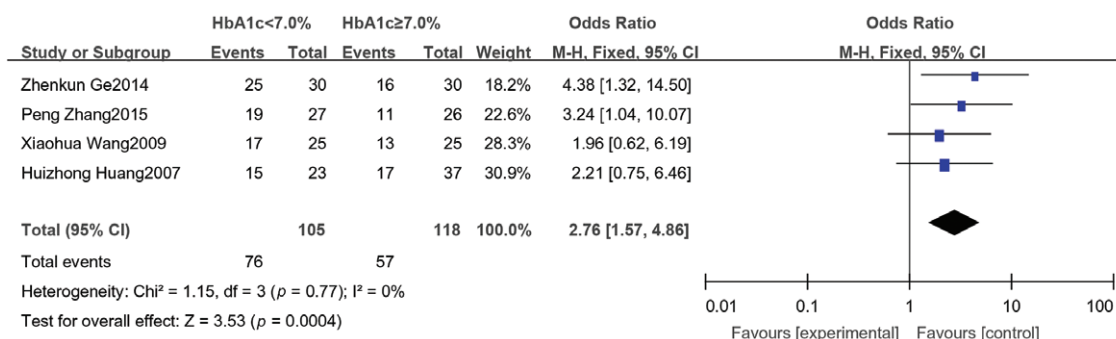 HbA1c<7.0% HbA1c≥7.0% Odds Ratio Odds Ratio
Study or Subgroup Events Total Events Total Weight M-H, Fixed, 95% CI M-H, Fixed, 95% CI
Zhenkun Ge2014 25 30 16 30 18.2% 4.38 [1.32, 14.50]
Peng Zhang2015 19 27 11 26 22.6% 3.24 [1.04, 10.07]
Xiaohua Wang2009 17 25 13 25 28.3% 1.96 [0.62, 6.19]
Huizhong Huang2007 15 23 17 37 30.9% 2.21 [0.75, 6.46]
Total (95% CI) 105 118 100.0% 2.76 [1.57, 4.86]
Total events 76 57
Heterogeneity: Chi² = 1.15, df = 3 (p = 0.77); I² = 0%
Test for overall effect: Z = 3.53 (p = 0.0004)
0.01 0.1 1 10 100
Favours [experimental] Favours [control]